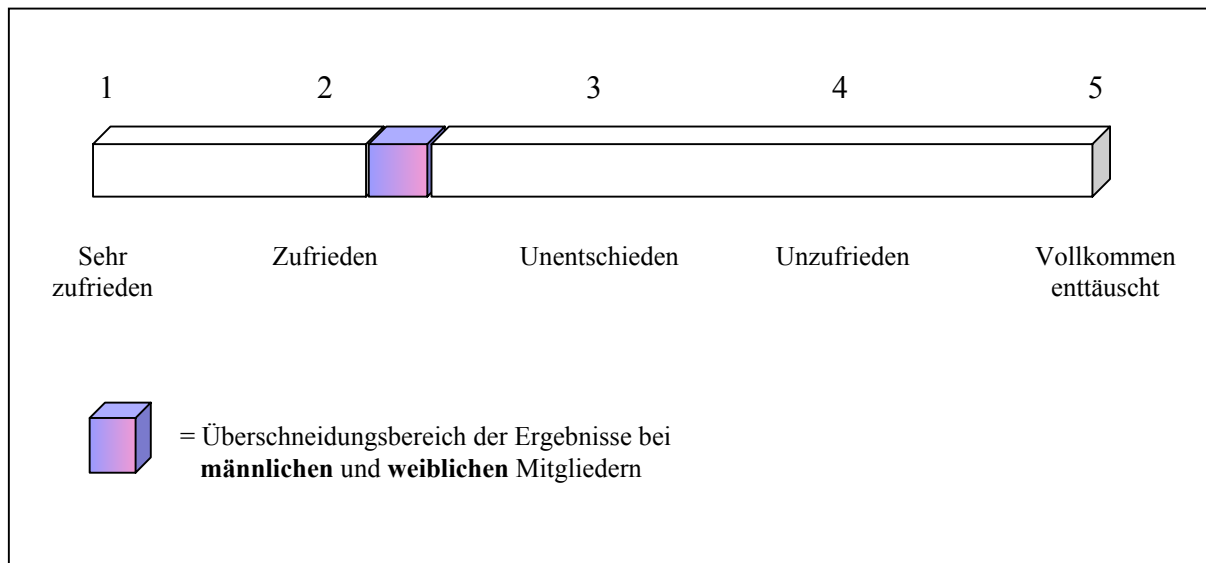 1 2 3 4 5
Sehr zufrieden Zufrieden Unentschieden Unzufrieden Vollkommen enttäuscht
= Überschneidungsbereich der Ergebnisse bei
männlichen und weiblichen Mitgliedern